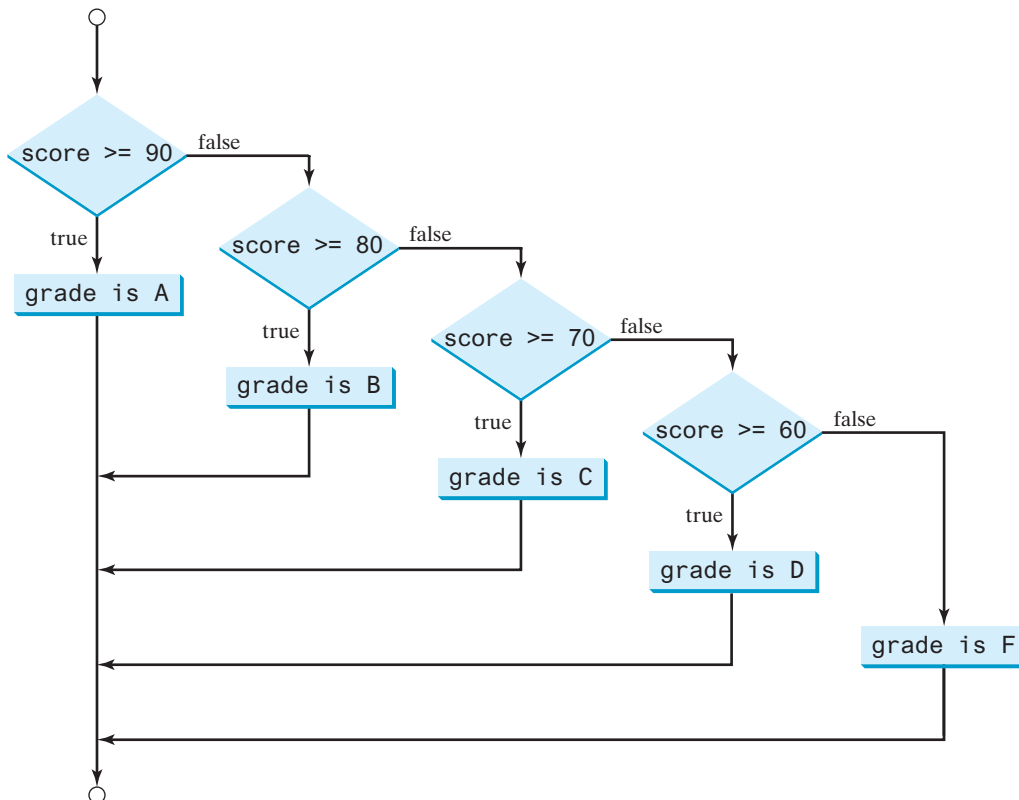 score >= 90
false
true
grade is A
score >= 80
false
true
grade is B
score >= 70
false
true
grade is C
score >= 60
false
true
grade is D
grade is F